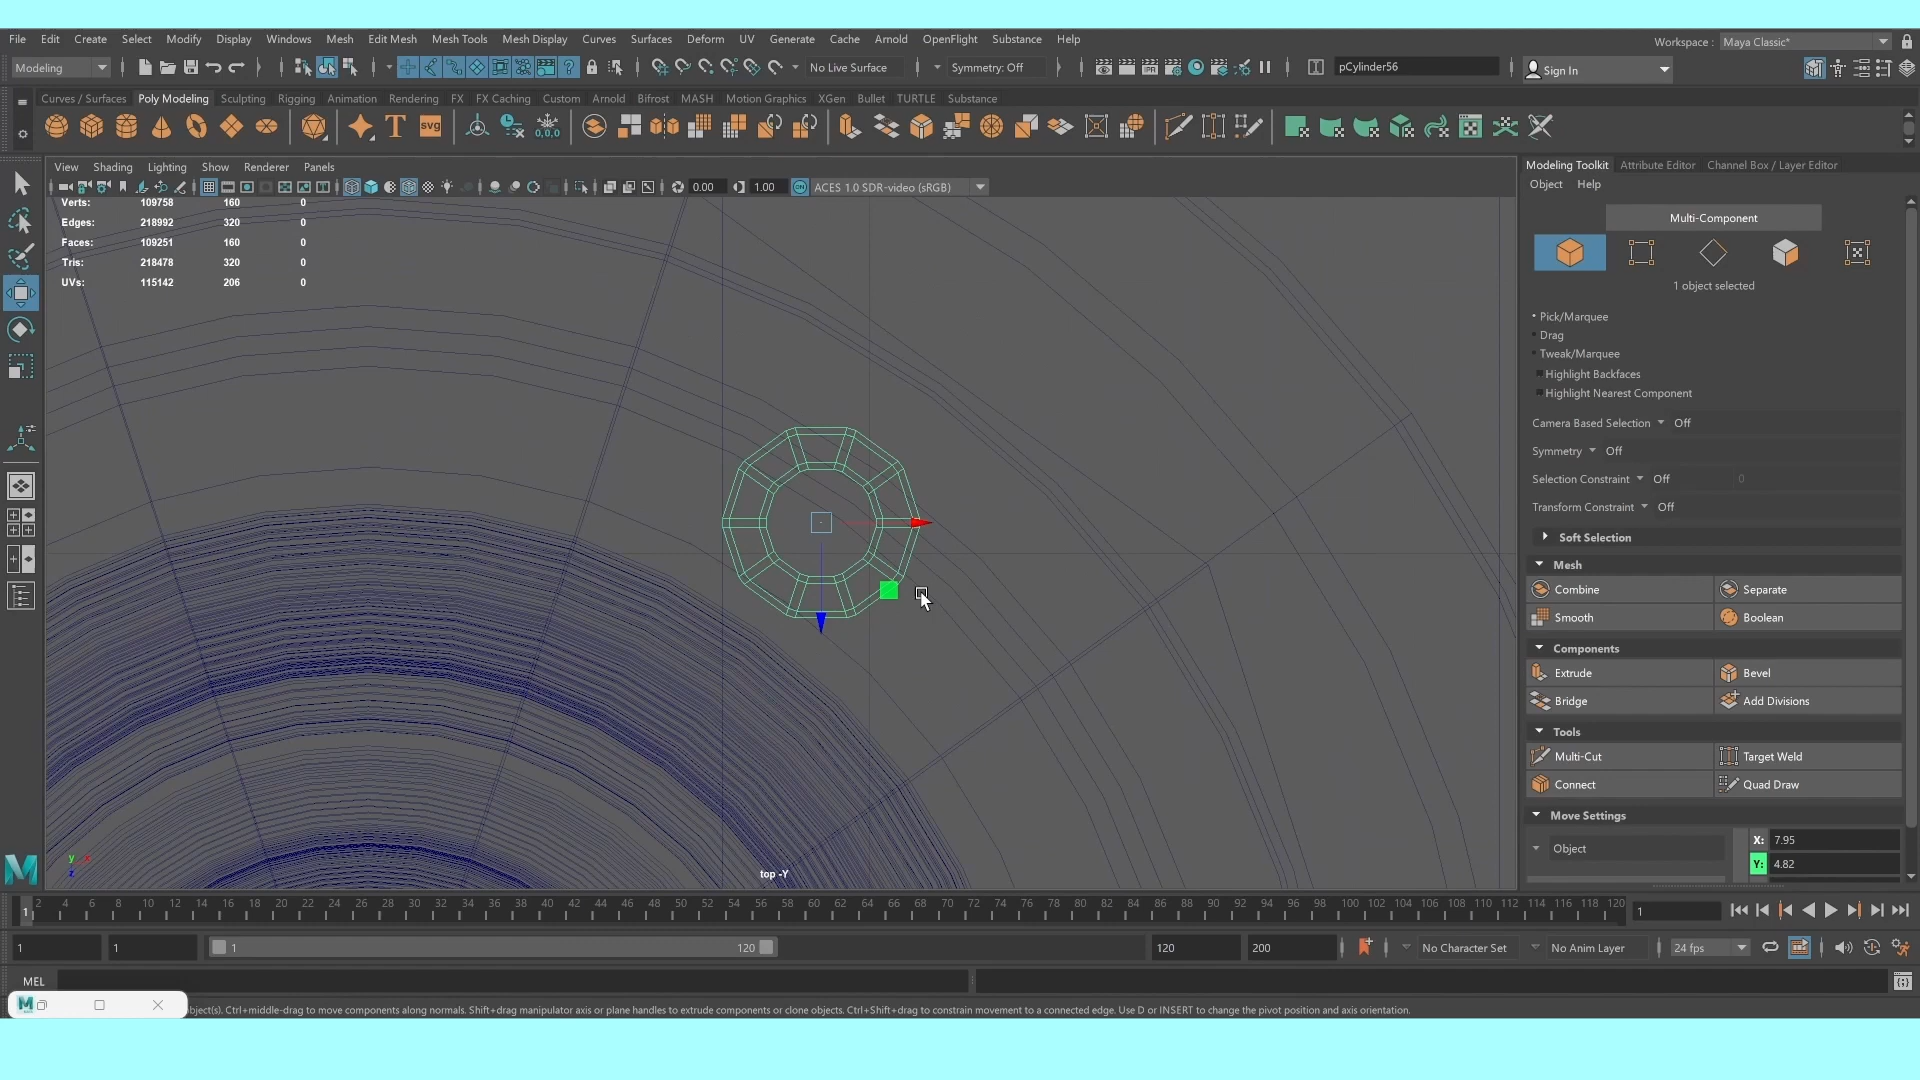 File Edit Create Select Modify Display Windows Mesh Edit Mesh Mesh Tools Mesh Display Curves Surfaces Deform UV Generate Cache Arnold OpenFlight Substance Help
Workspace : Maya Classic*
Modeling No Live Surface Symmetry: Off pCylinder56 Sign In
Curves / Surfaces Poly Modeling Sculpting Rigging Animation Rendering FX FX Caching Custom Arnold Bifrost MASH Motion Graphics XGen Bullet TURTLE Substance
T svg 0,0,0 IPR
View Shading Lighting Show Renderer Panels
0.00 1.00 ON ACES 1.0 SDR-video (sRGB)
Verts: 109758 160 0
Edges: 218992 320 0
Faces: 109251 160 0
Tris: 218478 320 0
UVs: 115142 206 0
y x
z
top -Y
Modeling Toolkit Attribute Editor Channel Box / Layer Editor
Object Help
Multi-Component
1 object selected
Pick/Marquee
Drag
Tweak/Marquee
Highlight Backfaces
Highlight Nearest Component
Camera Based Selection Off
Symmetry Off
Selection Constraint Off 0
Transform Constraint Off
Soft Selection
Mesh
Combine Separate
Smooth Boolean
Components
Extrude Bevel
Bridge Add Divisions
Tools
Multi-Cut Target Weld
Connect Quad Draw
Move Settings
Object X: 7.95
Y: 4.82
1 2 4 6 8 10 12 14 16 18 20 22 24 26 28 30 32 34 36 38 40 42 44 46 48 50 52 54 56 58 60 62 64 66 68 70 72 74 76 78 80 82 84 86 88 90 92 94 96 98 100 102 104 106 108 110 112 114 116 118 120 1
1 1 1 120 120 200 No Character Set No Anim Layer 24 fps
MEL
M bject(s). Ctrl+middle-drag to move components along normals. Shift+drag manipulator axis or plane handles to extrude components or clone objects. Ctrl+Shift+drag to constrain movement to a connected edge. Use D or INSERT to change the pivot position and axis orientation.